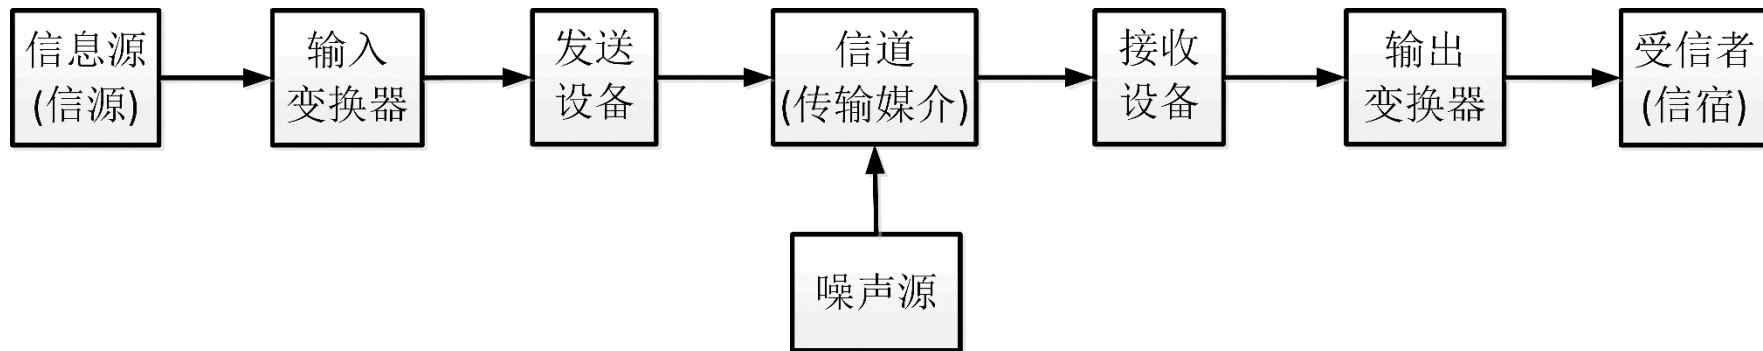 信息源
(信源)
输入
变换器
发送
设备
信道
(传输媒介)
接收
设备
输出
变换器
受信者
(信宿)
噪声源